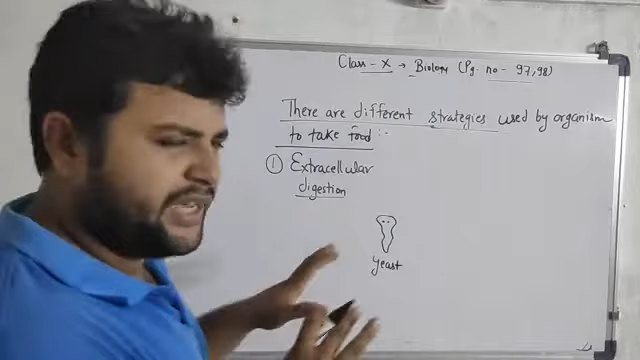 Class - X → Biology (Pg. no - 97,98)
There are different strategies used by organism
to take food :-
① Extracellular
digestion
yeast